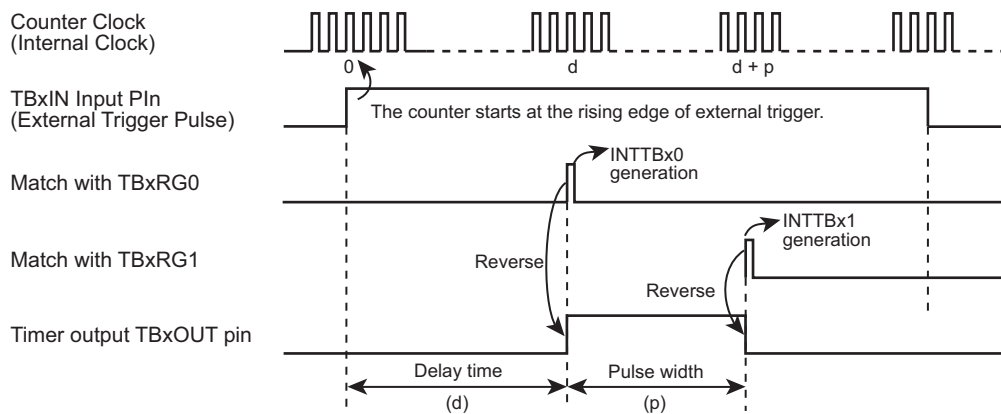 Counter Clock
(Internal Clock)
0
d
d + p
TBxIN Input PIn
(External Trigger Pulse)
The counter starts at the rising edge of external trigger.
Match with TBxRG0
INTTBx0
generation
Match with TBxRG1
INTTBx1
generation
Reverse
Reverse
Timer output TBxOUT pin
Delay time
(d)
Pulse width
(p)